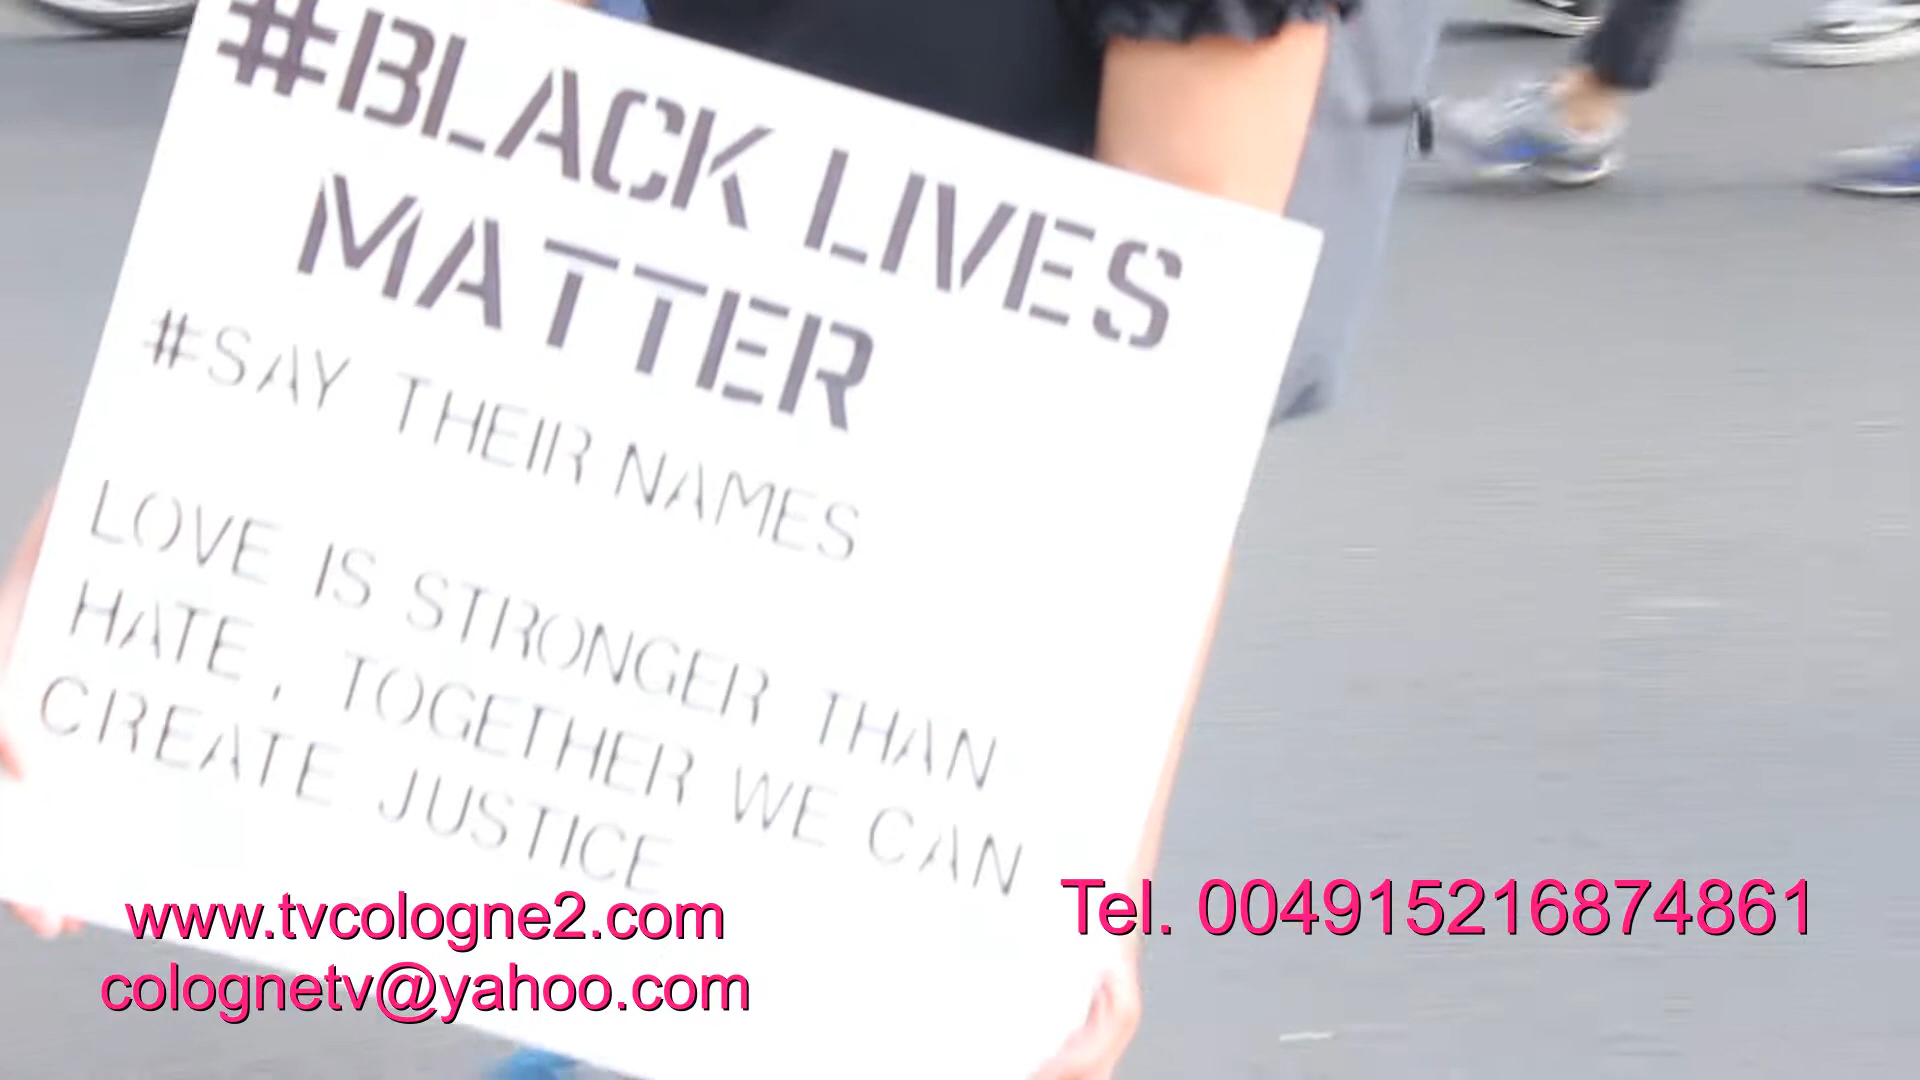 #BLACK LIVES
MATTER
#SAY THEIR NAMES
LOVE IS STRONGER THAN
HATE, TOGETHER WE CAN
CREATE JUSTICE
www.tvcologne2.com
colognetv@yahoo.com
Tel. 004915216874861